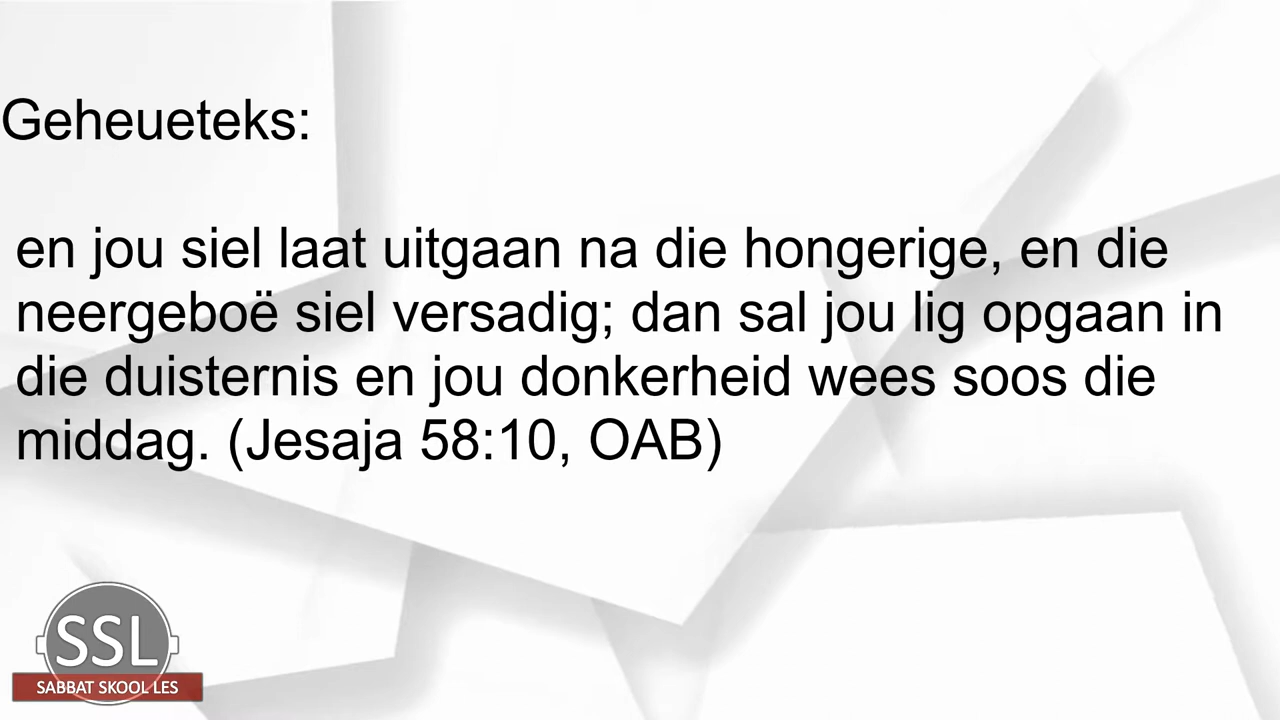 Geheueteks:
en jou siel laat uitgaan na die hongerige, en die
neergeboë siel versadig; dan sal jou lig opgaan in
die duisternis en jou donkerheid wees soos die
middag. (Jesaja 58:10, OAB)
SSL
SABBAT SKOOL LES